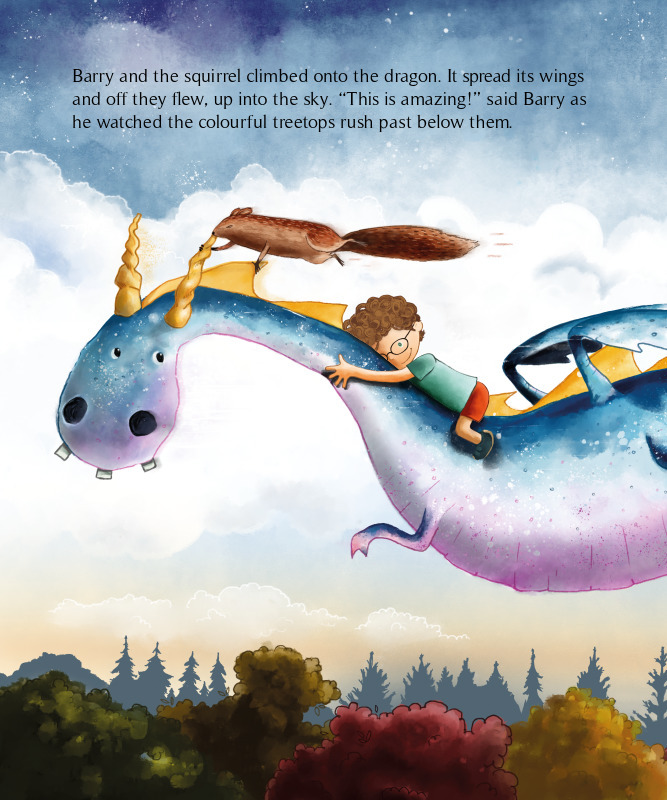 Barry and the squirrel climbed onto the dragon. It spread its wings
and off they flew, up into the sky. “This is amazing!” said Barry as
he watched the colourful treetops rush past below them.